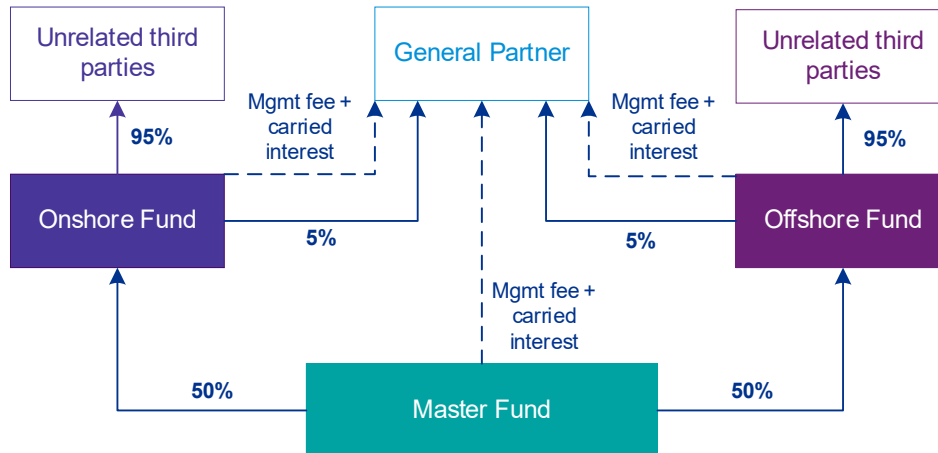 Unrelated third
parties
General Partner
Unrelated third
parties
Mgmt fee +
carried
interest
Mgmt fee +
carried
interest
95%
95%
Onshore Fund
Offshore Fund
5%
5%
Mgmt fee +
carried
interest
50%
Master Fund
50%